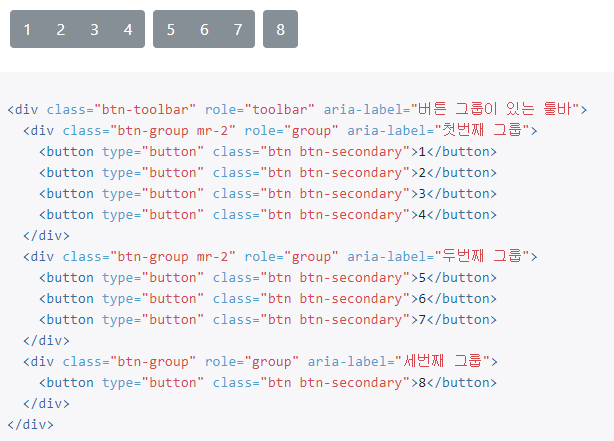 1 2 3 4 5 6 7 8
<div class="btn-toolbar" role="toolbar" aria-label="버튼 그룹이 있는 툴바">
  <div class="btn-group mr-2" role="group" aria-label="첫번째 그룹">
    <button type="button" class="btn btn-secondary">1</button>
    <button type="button" class="btn btn-secondary">2</button>
    <button type="button" class="btn btn-secondary">3</button>
    <button type="button" class="btn btn-secondary">4</button>
  </div>
  <div class="btn-group mr-2" role="group" aria-label="두번째 그룹">
    <button type="button" class="btn btn-secondary">5</button>
    <button type="button" class="btn btn-secondary">6</button>
    <button type="button" class="btn btn-secondary">7</button>
  </div>
  <div class="btn-group" role="group" aria-label="세번째 그룹">
    <button type="button" class="btn btn-secondary">8</button>
  </div>
</div>